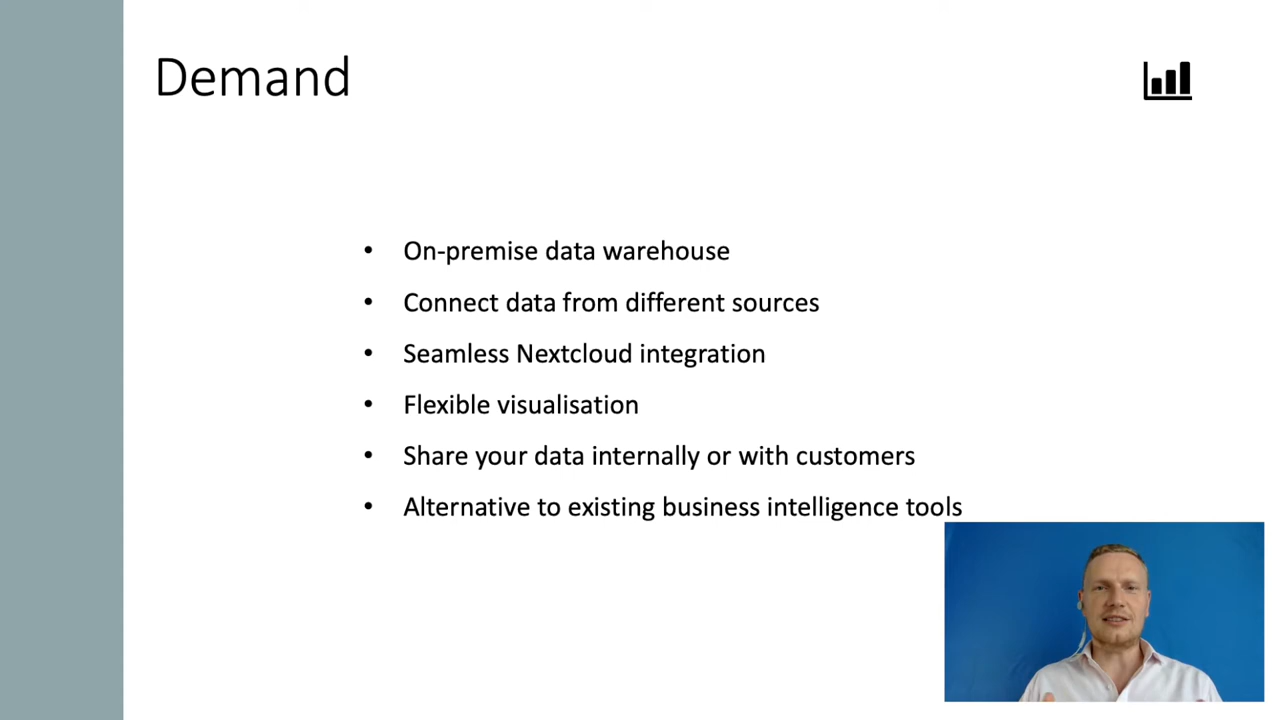 Demand
• On-premise data warehouse
• Connect data from different sources
• Seamless Nextcloud integration
• Flexible visualisation
• Share your data internally or with customers
• Alternative to existing business intelligence tools